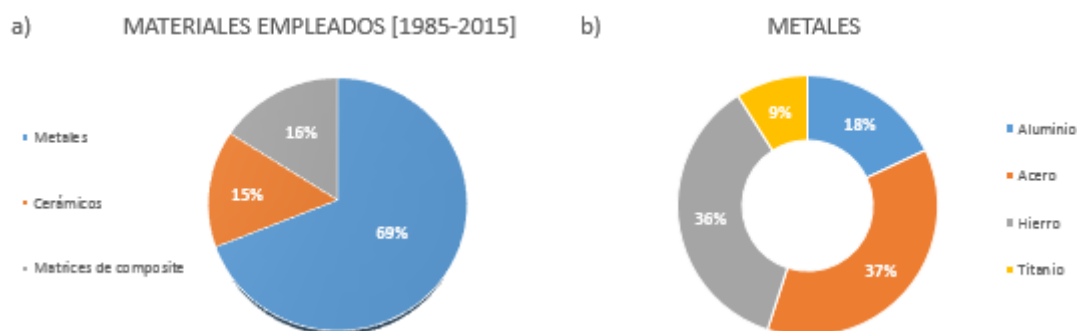 a) MATERIALES EMPLEADOS [1985-2015]
Metales
Cerámicos
Matrices de composite
16%
15%
69%
b) METALES
9%
18%
36%
37%
Aluminio
Acero
Hierro
Titanio